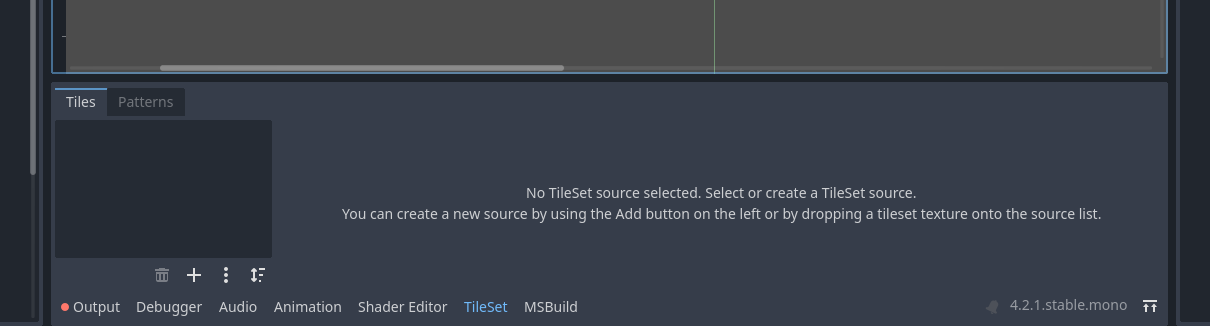 Tiles Patterns
No TileSet source selected. Select or create a TileSet source.
You can create a new source by using the Add button on the left or by dropping a tileset texture onto the source list.
Output Debugger Audio Animation Shader Editor TileSet MSBuild 4.2.1.stable.mono